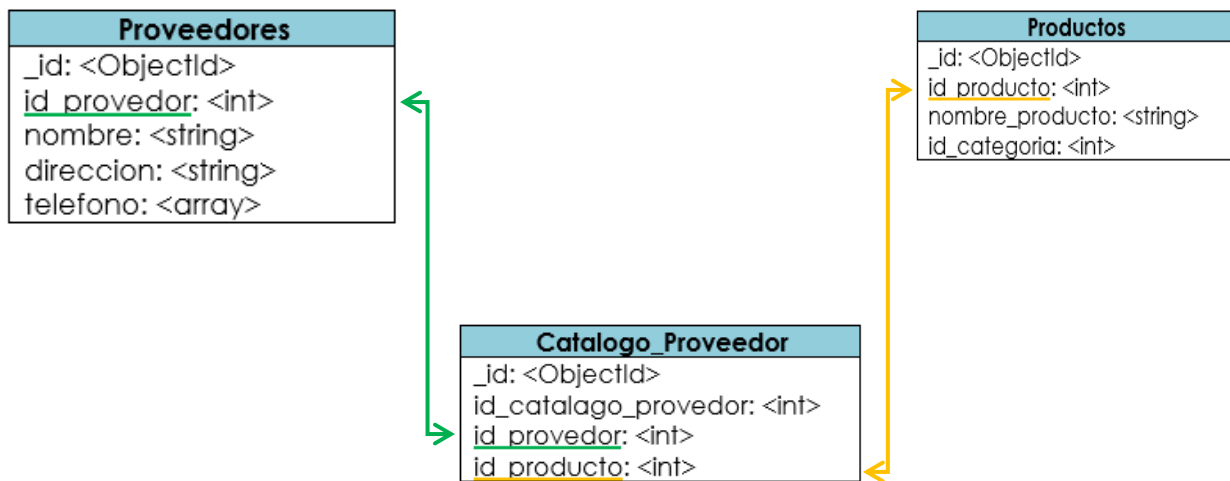 Proveedores
_id: <ObjectId>
id_provedor: <int>
nombre: <string>
direccion: <string>
telefono: <array>
Productos
_id: <ObjectId>
id_producto: <int>
nombre_producto: <string>
id_categoria: <int>
Catalogo_Proveedor
_id: <ObjectId>
id_catalago_provedor: <int>
id_provedor: <int>
id_producto: <int>